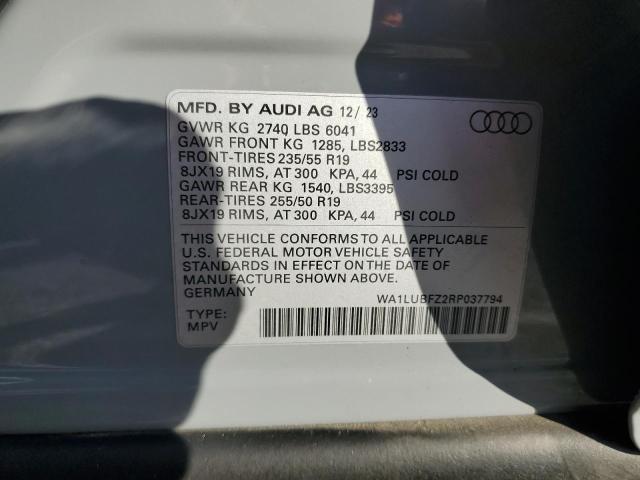 MFD. BY AUDI AG 12/ 23
GVWR KG 2740 LBS 6041
GAWR FRONT KG 1285, LBS2833
FRONT-TIRES 235/55 R19
8JX19 RIMS, AT 300 KPA, 44 PSI COLD
GAWR REAR KG 1540, LBS3395
REAR-TIRES 255/50 R19
8JX19 RIMS, AT 300 KPA, 44 PSI COLD
THIS VEHICLE CONFORMS TO ALL APPLICABLE
U.S. FEDERAL MOTOR VEHICLE SAFETY
STANDARDS IN EFFECT ON THE DATE OF
MANUFACTURE SHOWN ABOVE.
GERMANY
WA1LUBFZ2RP037794
TYPE:
MPV